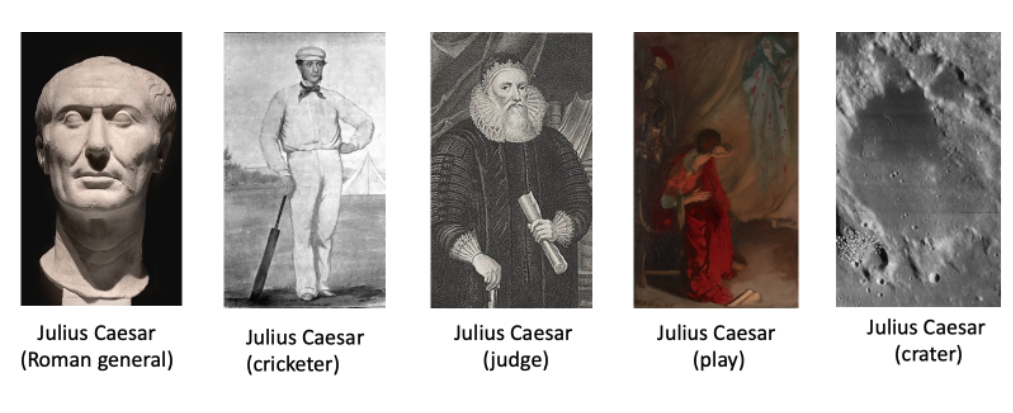 Julius Caesar
(Roman general)
Julius Caesar
(cricketer)
Julius Caesar
(judge)
Julius Caesar
(play)
Julius Caesar
(crater)